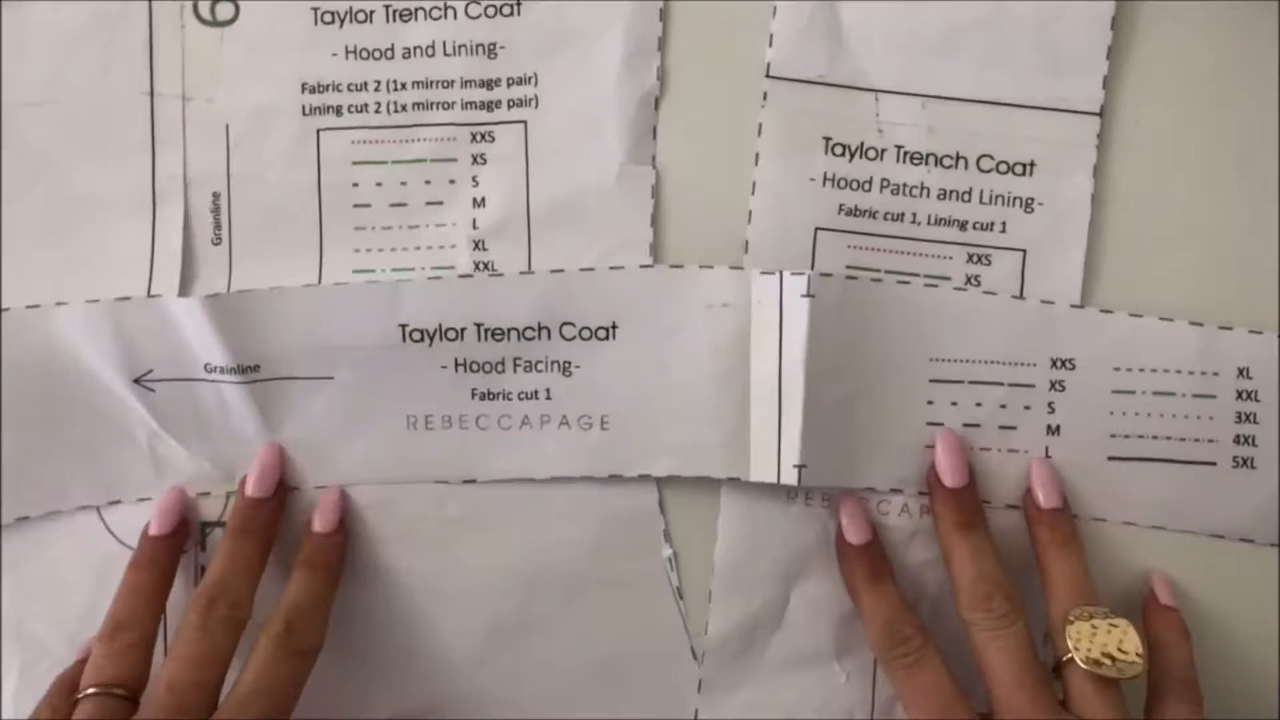 6
Taylor Trench Coat
- Hood and Lining-
Fabric cut 2 (1x mirror image pair)
Lining cut 2 (1x mirror image pair)
XXS
XS
S
M
L
XL
XXL
Grainline
Taylor Trench Coat
- Hood Patch and Lining-
Fabric cut 1, Lining cut 1
XXS
XS
Grainline
Taylor Trench Coat
- Hood Facing-
Fabric cut 1
REBECCAPAGE
XXS
XS
S
M
L
XL
XXL
3XL
4XL
5XL